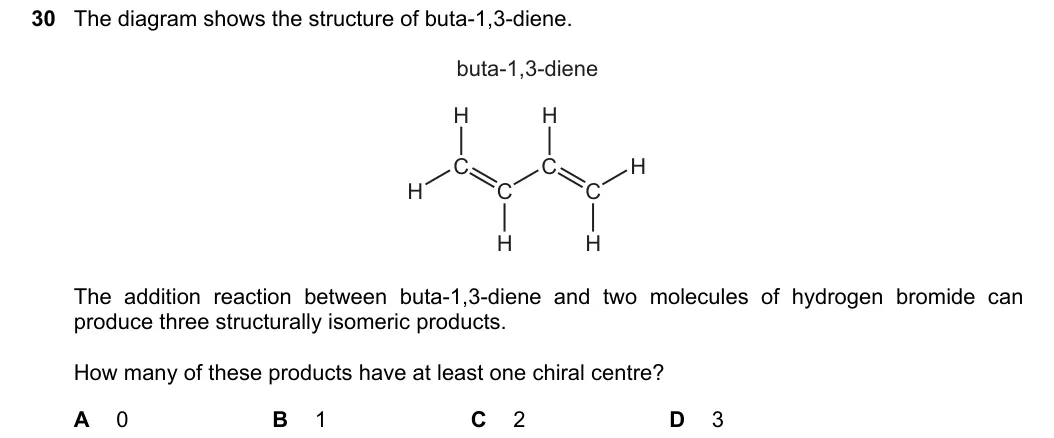 30 The diagram shows the structure of buta-1,3-diene.
buta-1,3-diene
H H
C C H
H C C
H H
The addition reaction between buta-1,3-diene and two molecules of hydrogen bromide can
produce three structurally isomeric products.
How many of these products have at least one chiral centre?
A 0 B 1 C 2 D 3